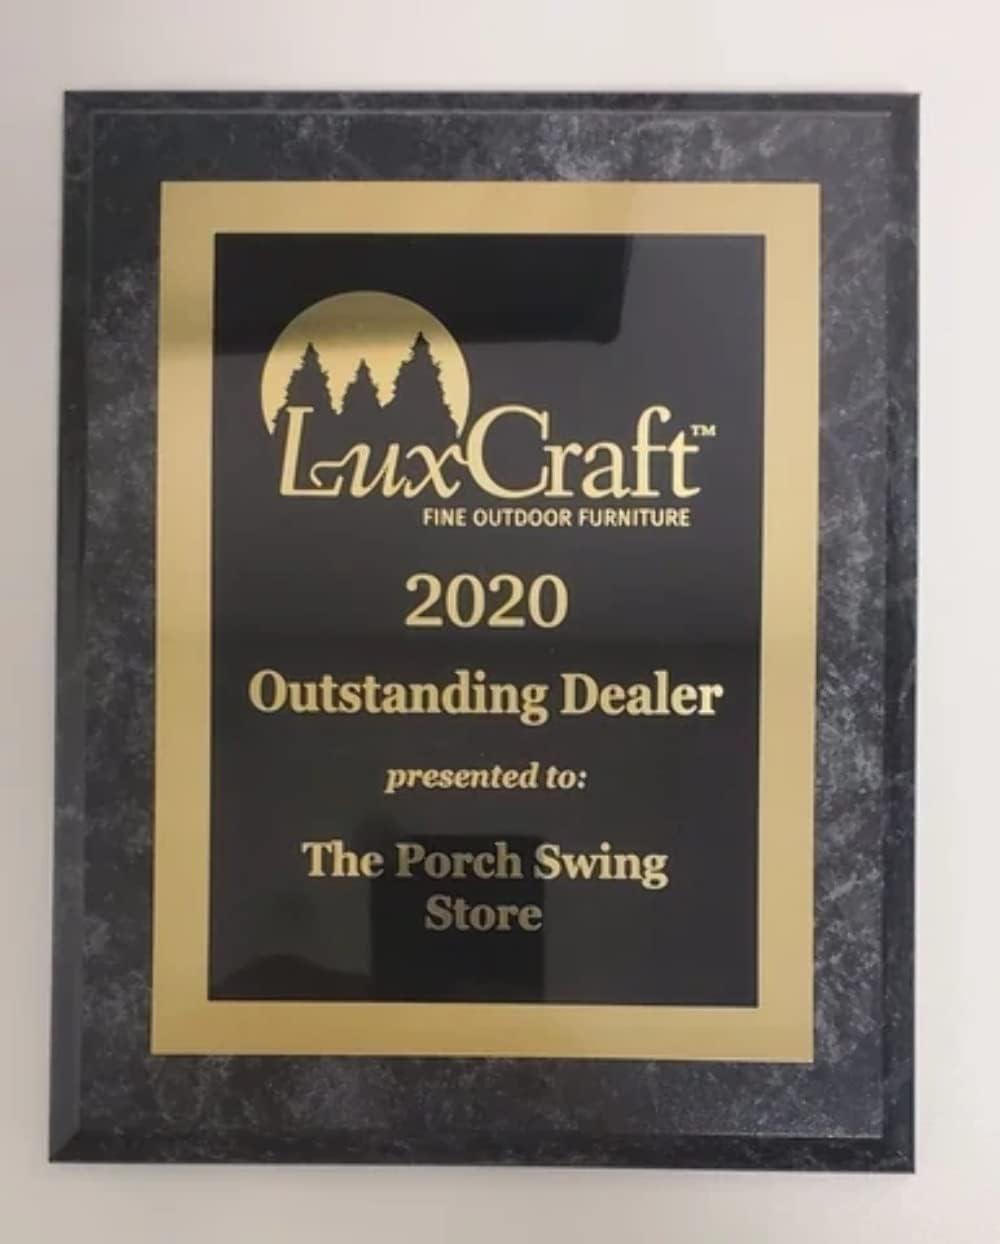 LuxCraft™
FINE OUTDOOR FURNITURE
2020
Outstanding Dealer
presented to:
The Porch Swing
Store